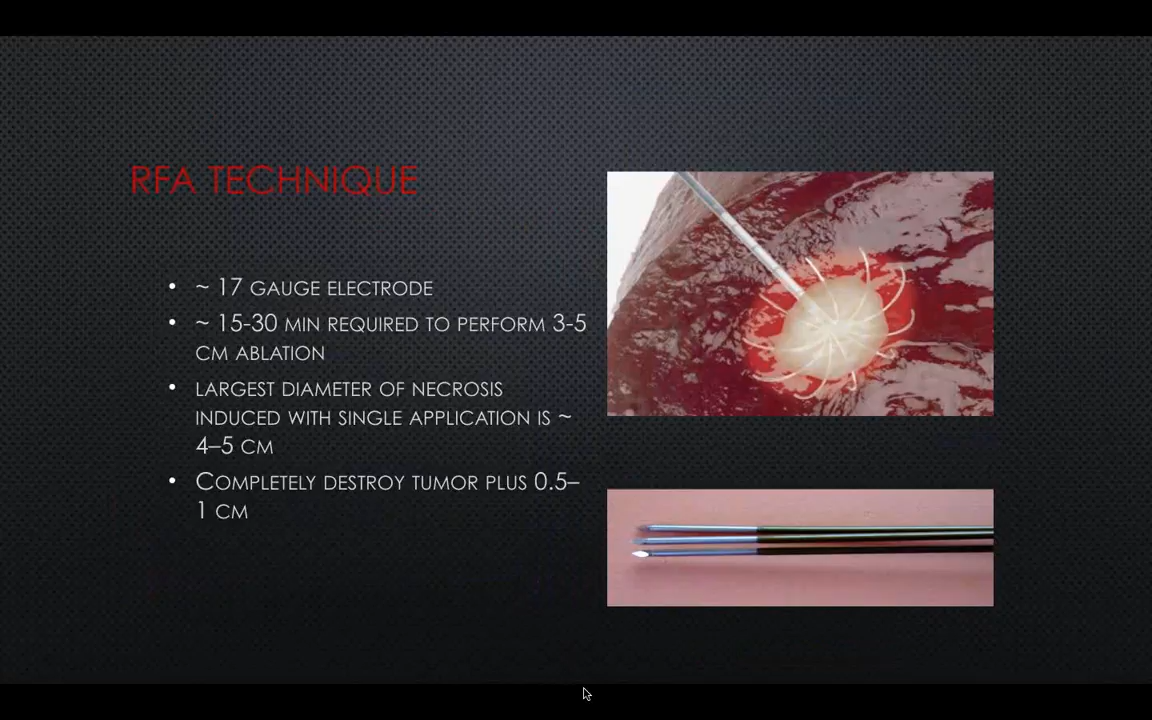 RFA TECHNIQUE
• ~ 17 GAUGE ELECTRODE
• ~ 15-30 MIN REQUIRED TO PERFORM 3-5
CM ABLATION
• LARGEST DIAMETER OF NECROSIS
INDUCED WITH SINGLE APPLICATION IS ~
4–5 CM
• COMPLETELY DESTROY TUMOR PLUS 0.5–
1 CM